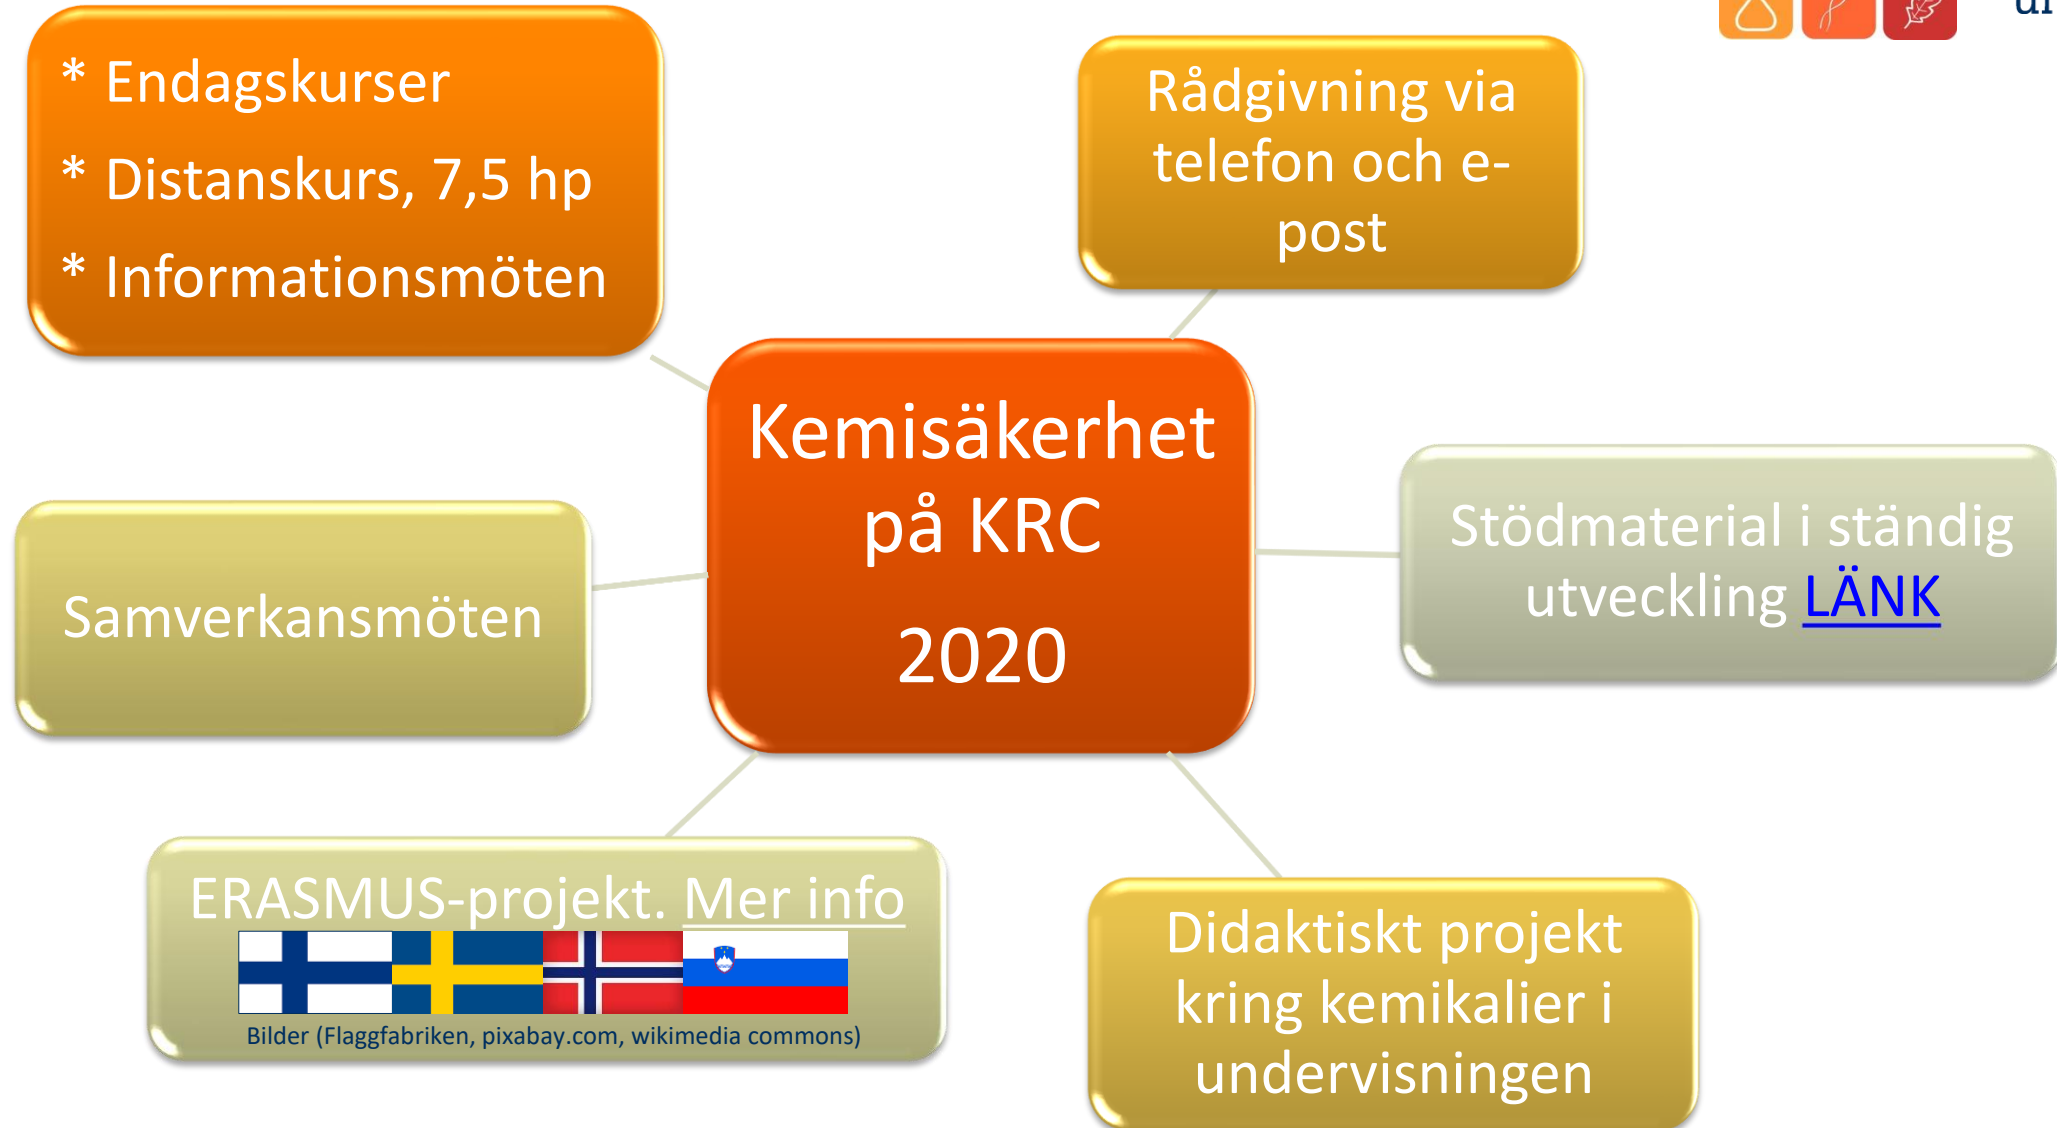 * Endagskurser
* Distanskurs, 7,5 hp
* Informationsmöten
Rådgivning via
telefon och e-
post
Kemisäkerhet
på KRC
2020
Stödmaterial i ständig
utveckling LÄNK
Samverkansmöten
ERASMUS-projekt. Mer info
Bilder (Flaggfabriken, pixabay.com, wikimedia commons)
Didaktiskt projekt
kring kemikalier i
undervisningen